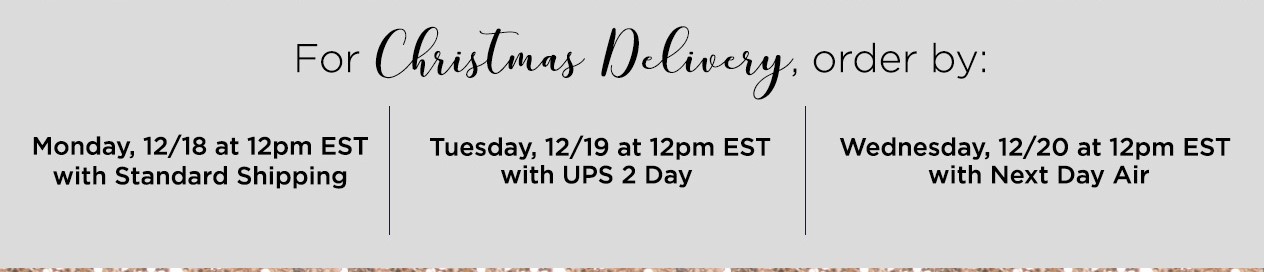 For Christmas Delivery, order by:
Monday, 12/18 at 12pm EST
with Standard Shipping
Tuesday, 12/19 at 12pm EST
with UPS 2 Day
Wednesday, 12/20 at 12pm EST
with Next Day Air